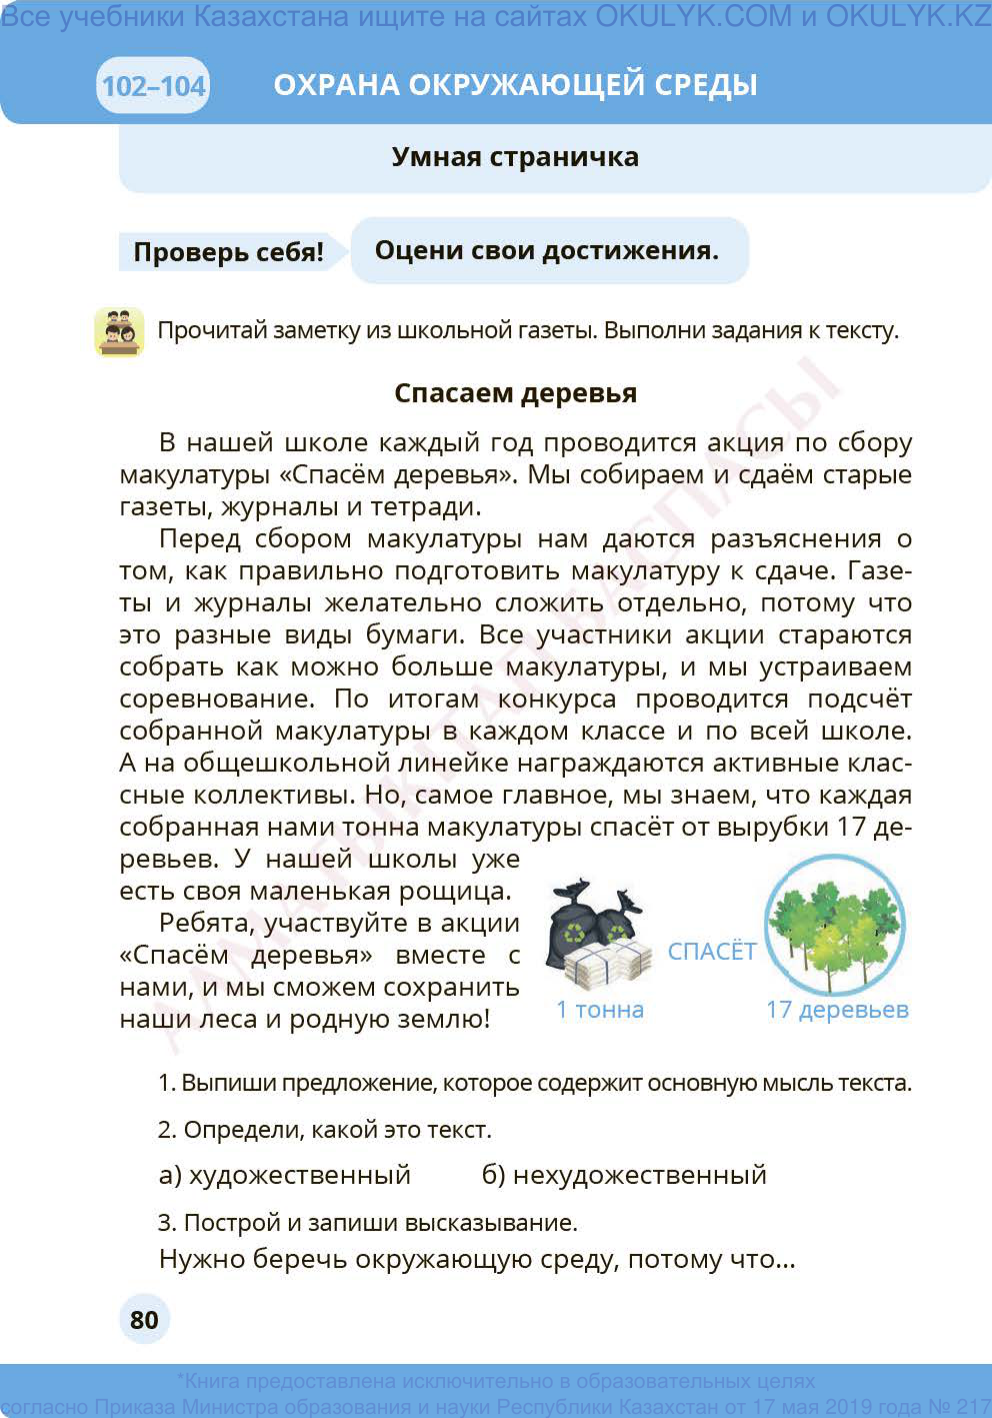 Все учебники Казахстана ищите на сайтах OKULYK.COM и OKULYK.KZ
102–104
ОХРАНА ОКРУЖАЮЩЕЙ СРЕДЫ
Умная страничка
Проверь себя!
Оцени свои достижения.
Прочитай заметку из школьной газеты. Выполни задания к тексту.
Спасаем деревья
В нашей школе каждый год проводится акция по сбору
макулатуры «Спасём деревья». Мы собираем и сдаём старые
газеты, журналы и тетради.
Перед сбором макулатуры нам даются разъяснения о
том, как правильно подготовить макулатуру к сдаче. Газе-
ты и журналы желательно сложить отдельно, потому что
это разные виды бумаги. Все участники акции стараются
собрать как можно больше макулатуры, и мы устраиваем
соревнование. По итогам конкурса проводится подсчёт
собранной макулатуры в каждом классе и по всей школе.
А на общешкольной линейке награждаются активные клас-
сные коллективы. Но, самое главное, мы знаем, что каждая
собранная нами тонна макулатуры спасёт от вырубки 17 де-
ревьев. У нашей школы уже
есть своя маленькая рощица.
Ребята, участвуйте в акции
«Спасём деревья» вместе с
нами, и мы сможем сохранить
наши леса и родную землю!
СПАСЁТ
1 тонна
17 деревьев
1. Выпиши предложение, которое содержит основную мысль текста.
2. Определи, какой это текст.
а) художественный б) нехудожественный
3. Построй и запиши высказывание.
Нужно беречь окружающую среду, потому что...
80
*Книга предоставлена исключительно в образовательных целях
согласно Приказа Министра образования и науки Республики Казахстан от 17 мая 2019 года № 217
АЛМАТЫКІТАП БАСПАСЫ